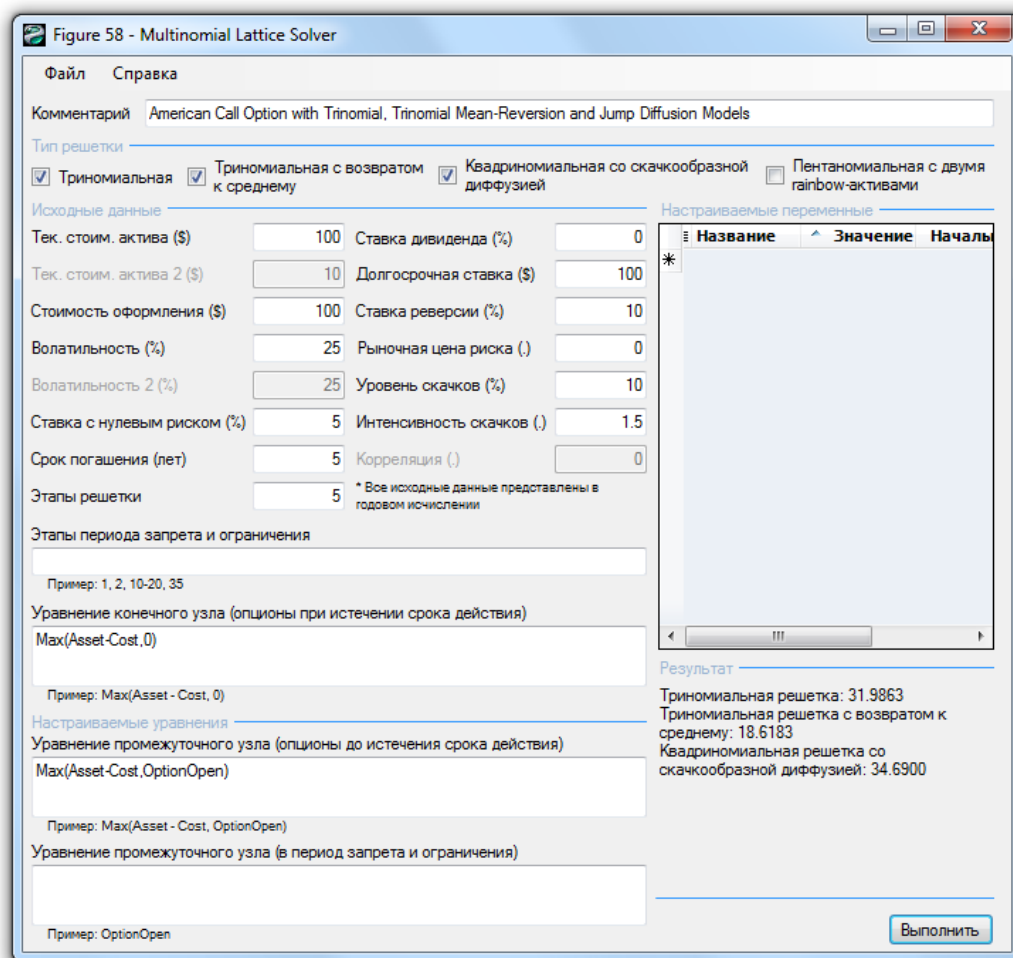 Figure 58 - Multinomial Lattice Solver
Файл Справка
Комментарий American Call Option with Trinomial, Trinomial Mean-Reversion and Jump Diffusion Models
Тип решетки
Триномиальная
Триномиальная с возвратом
к среднему
Квадриномиальная со скачкообразной
диффузией
Пентаномиальная с двумя
rainbow-активами
Исходные данные
Тек. стоим. актива ($) 100 Ставка дивиденда (%) 0
Тек. стоим. актива 2 ($) 10 Долгосрочная ставка ($) 100
Стоимость оформления ($) 100 Ставка реверсии (%) 10
Волатильность (%) 25 Рыночная цена риска (.) 0
Волатильность 2 (%) 25 Уровень скачков (%) 10
Ставка с нулевым риском (%) 5 Интенсивность скачков (.) 1.5
Срок погашения (лет) 5 Корреляция (.) 0
Этапы решетки 5
* Все исходные данные представлены в
годовом исчислении
Этапы периода запрета и ограничения
Пример: 1, 2, 10-20, 35
Уравнение конечного узла (опционы при истечении срока действия)
Max(Asset-Cost,0)
Пример: Max(Asset - Cost, 0)
Настраиваемые уравнения
Уравнение промежуточного узла (опционы до истечения срока действия)
Max(Asset-Cost,OptionOpen)
Пример: Max(Asset - Cost, OptionOpen)
Уравнение промежуточного узла (в период запрета и ограничения)
Пример: OptionOpen
Настраиваемые переменные
Название Значение Началы
Результат
Триномиальная решетка: 31.9863
Триномиальная решетка с возвратом к
среднему: 18.6183
Квадриномиальная решетка со
скачкообразной диффузией: 34.6900
Выполнить